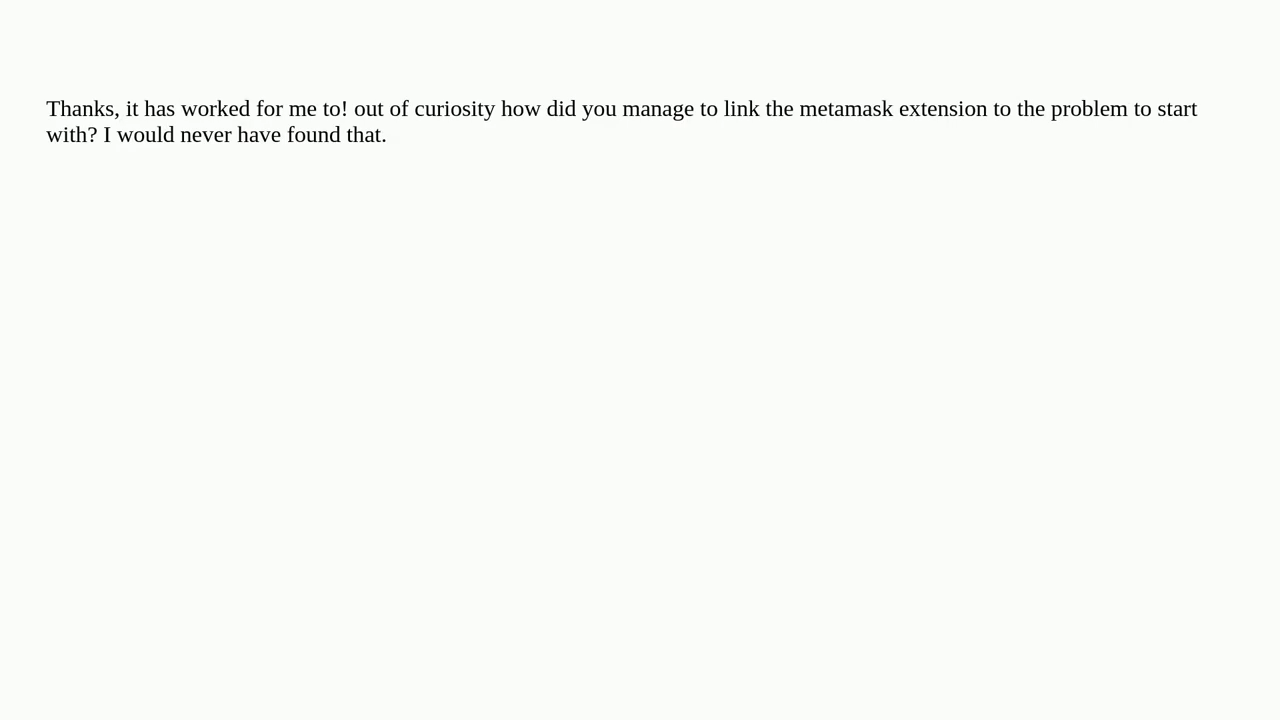 Thanks, it has worked for me to! out of curiosity how did you manage to link the metamask extension to the problem to start
with? I would never have found that.